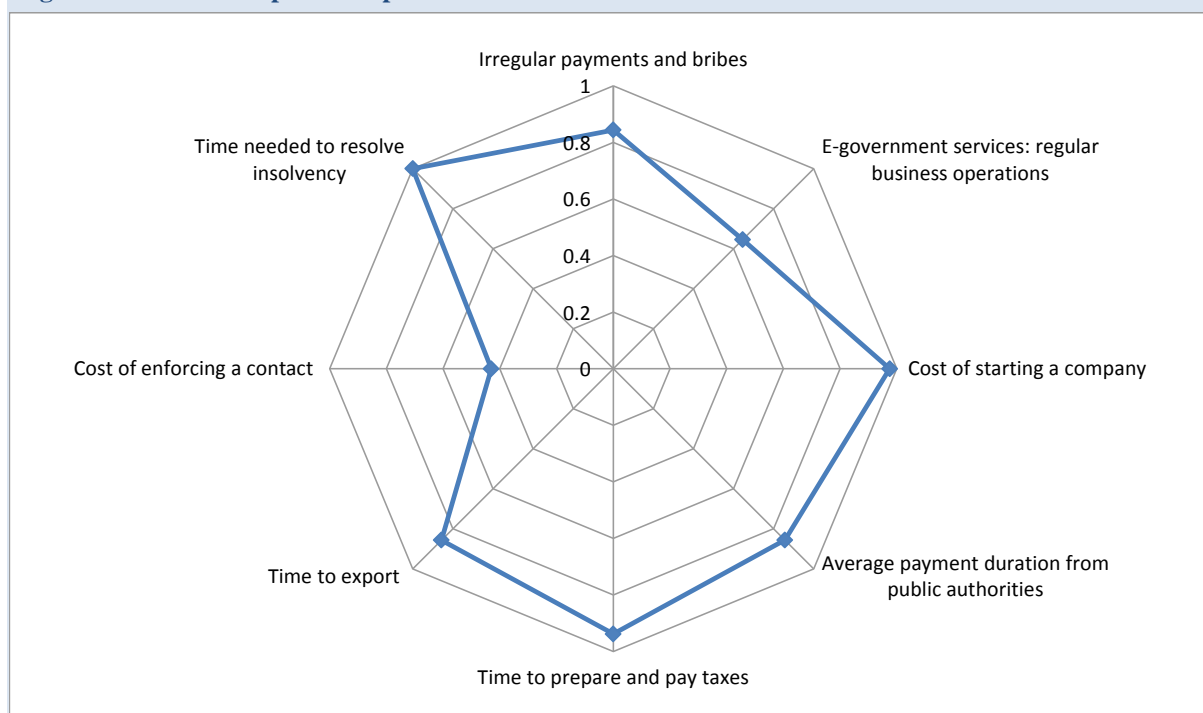 Irregular payments and bribes
1
Time needed to resolve
insolvency
E-government services: regular
business operations
0.8
0.6
0.4
0.2
0
Cost of enforcing a contact
Cost of starting a company
Time to export
Average payment duration from
public authorities
Time to prepare and pay taxes